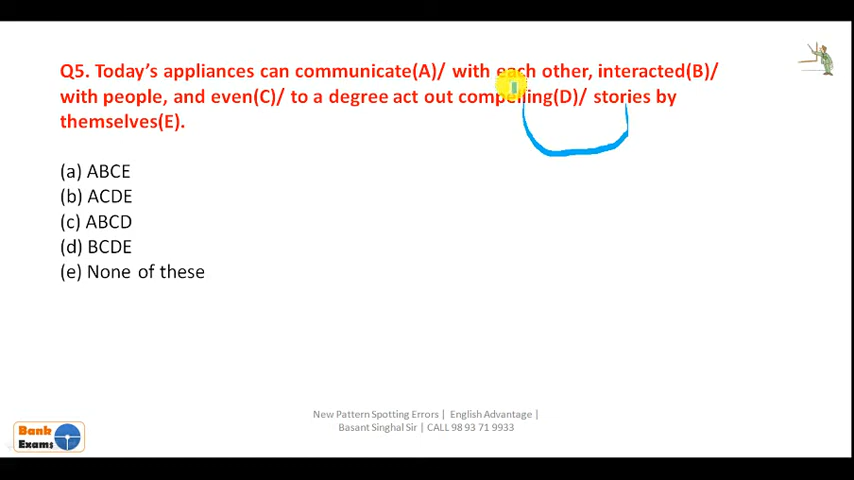 Q5. Today's appliances can communicate(A)/ with each other, interacted(B)/
with people, and even(C)/ to a degree act out compelling(D)/ stories by
themselves(E).
(a) ABCE
(b) ACDE
(c) ABCD
(d) BCDE
(e) None of these
New Pattern Spotting Errors | English Advantage |
Basant Singhal Sir | CALL 98 93 71 9933
Bank
Exams